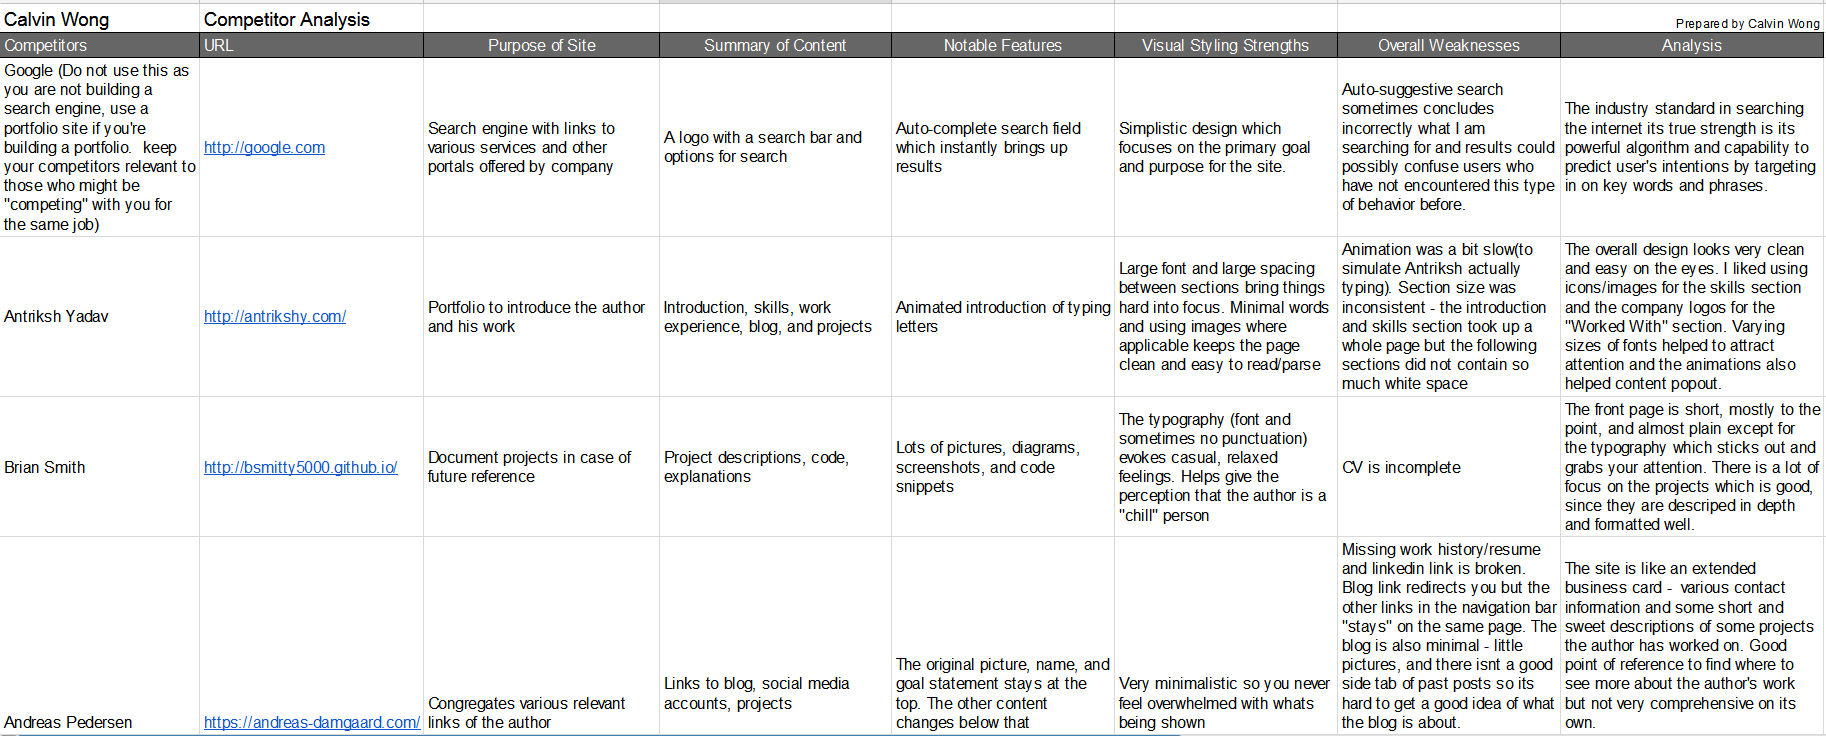 Calvin Wong
Competitor Analysis
Prepared by Calvin Wong
Competitors
URL
Purpose of Site
Summary of Content
Notable Features
Visual Styling Strengths
Overall Weaknesses
Analysis
Google (Do not use this as
you are not building a
search engine, use a
portfolio site if you're
building a portfolio.  keep
your competitors relevant to
those who might be
"competing" with you for
the same job)
http://google.com
Search engine with links to
various services and other
portals offered by company
A logo with a search bar and
options for search
Auto-complete search field
which instantly brings up
results
Simplistic design which
focuses on the primary goal
and purpose for the site.
Auto-suggestive search
sometimes concludes
incorrectly what I am
searching for and results could
possibly confuse users who
have not encountered this type
of behavior before.
The industry standard in searching
the internet its true strength is its
powerful algorithm and capability to
predict user's intentions by targeting
in on key words and phrases.
Antriksh Yadav
http://antrikshy.com/
Portfolio to introduce the author
and his work
Introduction, skills, work
experience, blog, and projects
Animated introduction of typing
letters
Large font and large spacing
between sections bring things
hard into focus. Minimal words
and using images where
applicable keeps the page
clean and easy to read/parse
Animation was a bit slow(to
simulate Antriksh actually
typing). Section size was
inconsistent - the introduction
and skills section took up a
whole page but the following
sections did not contain so
much white space
The overall design looks very clean
and easy on the eyes. I liked using
icons/images for the skills section
and the company logos for the
"Worked With" section. Varying
sizes of fonts helped to attract
attention and the animations also
helped content popout.
Brian Smith
http://bsmitty5000.github.io/
Document projects in case of
future reference
Project descriptions, code,
explanations
Lots of pictures, diagrams,
screenshots, and code
snippets
The typography (font and
sometimes no punctuation)
evokes casual, relaxed
feelings. Helps give the
perception that the author is a
"chill" person
CV is incomplete
The front page is short, mostly to the
point, and almost plain except for
the typography which sticks out and
grabs your attention. There is a lot of
focus on the projects which is good,
since they are descriped in depth
and formatted well.
Andreas Pedersen
https://andreas-damgaard.com/
Congregates various relevant
links of the author
Links to blog, social media
accounts, projects
The original picture, name, and
goal statement stays at the
top. The other content
changes below that
Very minimalistic so you never
feel overwhelmed with whats
being shown
Missing work history/resume
and linkedin link is broken.
Blog link redirects you but the
other links in the navigation bar
"stays" on the same page. The
blog is also minimal - little
pictures, and there isnt a good
side tab of past posts so its
hard to get a good idea of what
the blog is about.
The site is like an extended
business card -  various contact
information and some short and
sweet descriptions of some projects
the author has worked on. Good
point of reference to find where to
see more about the author's work
but not very comprehensive on its
own.